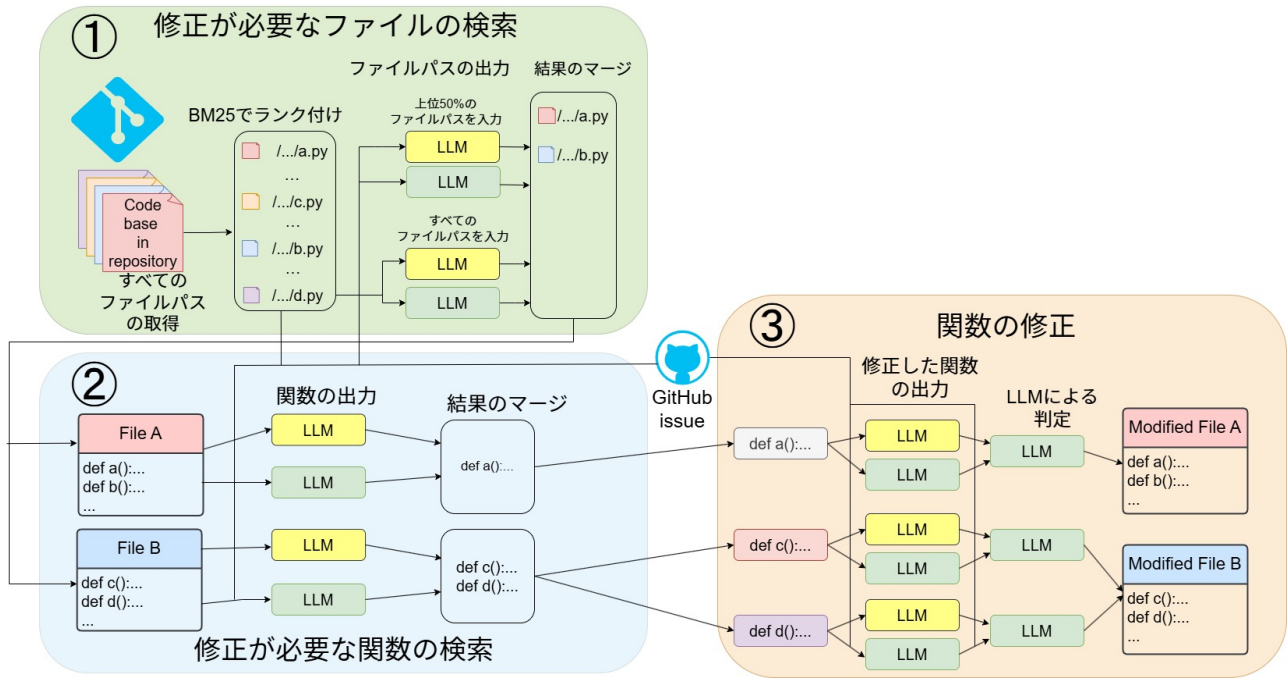 ① 修正が必要なファイルの検索
ファイルパスの出力
結果のマージ
BM25でランク付け
上位50%の
ファイルパスを入力
/.../a.py
...
/.../c.py
...
/.../b.py
...
/.../d.py
LLM
LLM
すべての
ファイルパスを入力
LLM
LLM
/.../a.py
/.../b.py
Code
base
in
repository
すべての
ファイルパス
の取得
GitHub
issue
②
関数の出力
結果のマージ
File A
def a():...
def b():...
...
LLM
LLM
def a():...
File B
def c():...
def d():...
...
LLM
LLM
def c():...
def d():...
修正が必要な関数の検索
③ 関数の修正
修正した関数
の出力
LLMによる
判定
def a():...
LLM
LLM
LLM
Modified File A
def a():...
def b():...
...
def c():...
LLM
LLM
LLM
def d():...
LLM
LLM
LLM
Modified File B
def c():...
def d():...
...